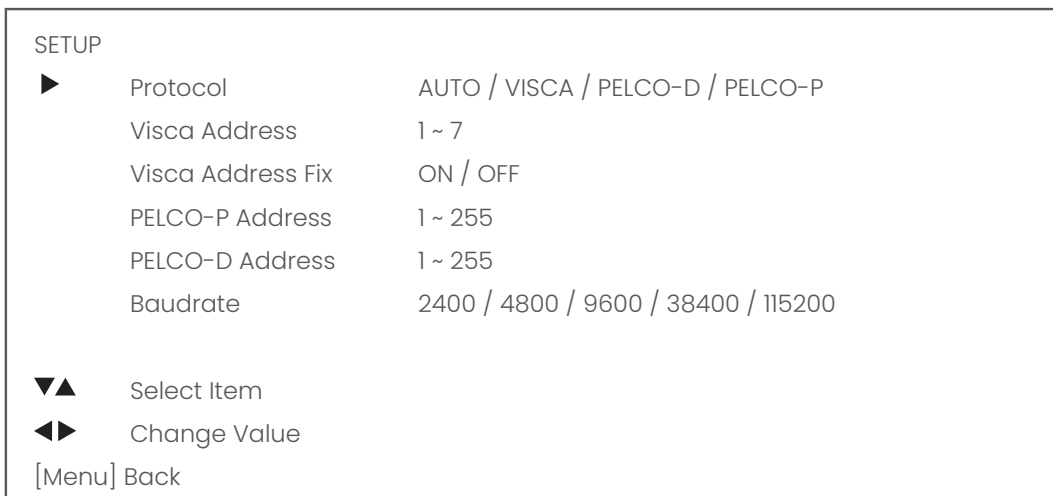 SETUP
▶ Protocol AUTO / VISCA / PELCO-D / PELCO-P
Visca Address 1 ~ 7
Visca Address Fix ON / OFF
PELCO-P Address 1 ~ 255
PELCO-D Address 1 ~ 255
Baudrate 2400 / 4800 / 9600 / 38400 / 115200
▼▲ Select Item
◀▶ Change Value
[Menu] Back